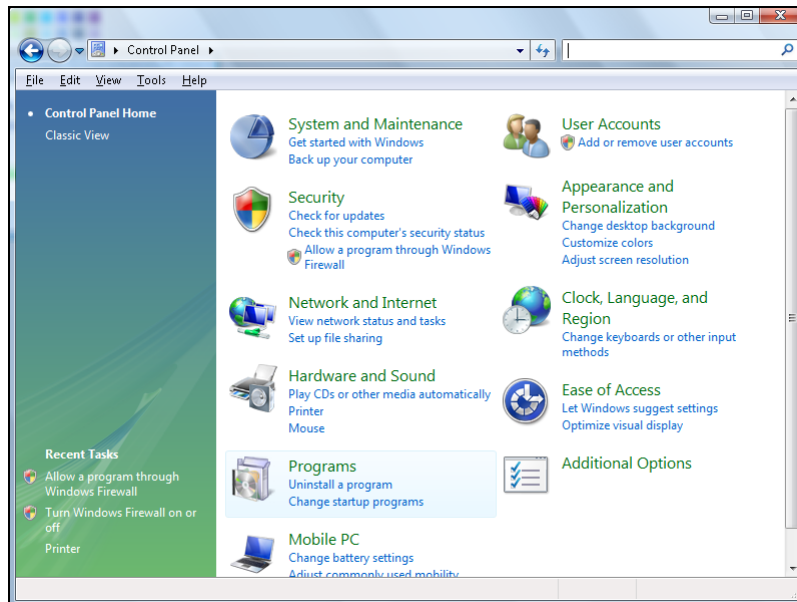 Control Panel
File Edit View Tools Help
Control Panel Home
Classic View
System and Maintenance
Get started with Windows
Back up your computer
Security
Check for updates
Check this computer's security status
Allow a program through Windows
Firewall
Network and Internet
View network status and tasks
Set up file sharing
Hardware and Sound
Play CDs or other media automatically
Printer
Mouse
Programs
Uninstall a program
Change startup programs
Mobile PC
Change battery settings
Adjust commonly used mobility
User Accounts
Add or remove user accounts
Appearance and
Personalization
Change desktop background
Customize colors
Adjust screen resolution
Clock, Language, and
Region
Change keyboards or other input
methods
Ease of Access
Let Windows suggest settings
Optimize visual display
Additional Options
Recent Tasks
Allow a program through
Windows Firewall
Turn Windows Firewall on or
off
Printer